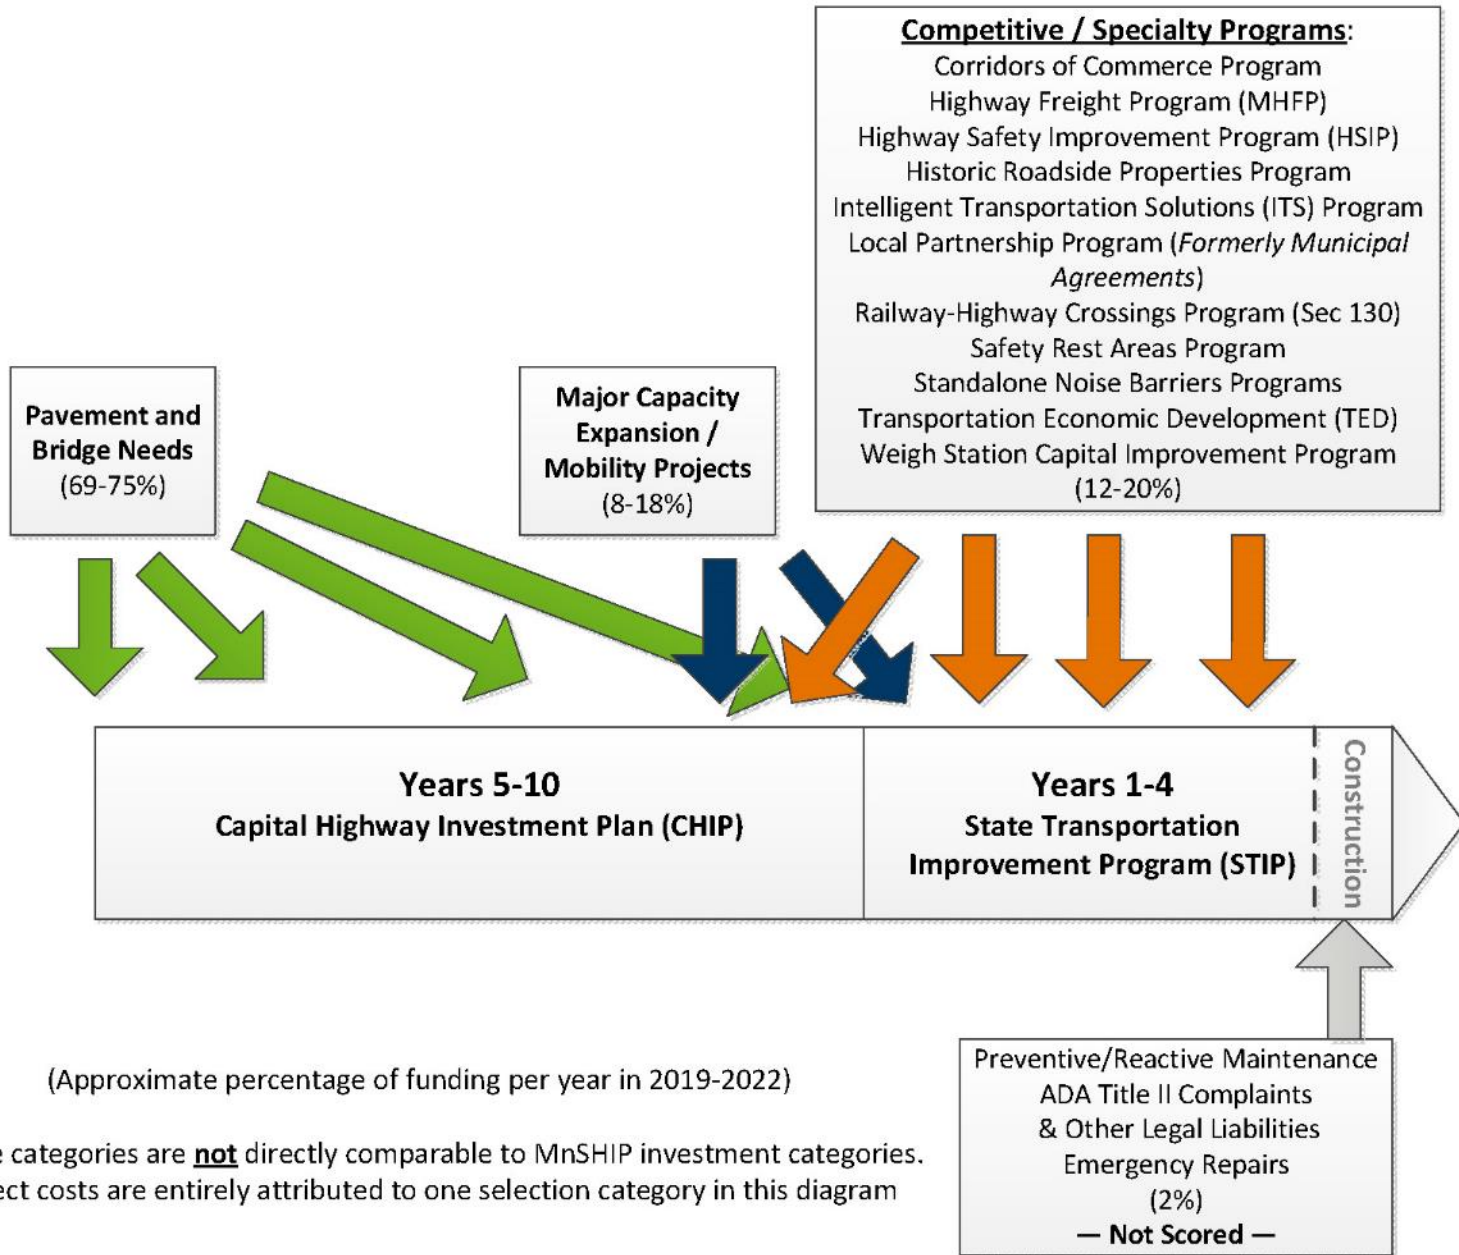 Competitive / Specialty Programs:
Corridors of Commerce Program
Highway Freight Program (MHFP)
Highway Safety Improvement Program (HSIP)
Historic Roadside Properties Program
Intelligent Transportation Solutions (ITS) Program
Local Partnership Program (Formerly Municipal
Agreements)
Railway-Highway Crossings Program (Sec 130)
Safety Rest Areas Program
Standalone Noise Barriers Programs
Transportation Economic Development (TED)
Weigh Station Capital Improvement Program
(12-20%)
Pavement and
Bridge Needs
(69-75%)
Major Capacity
Expansion /
Mobility Projects
(8-18%)
Years 5-10
Capital Highway Investment Plan (CHIP)
Years 1-4
State Transportation
Improvement Program (STIP)
Construction
(Approximate percentage of funding per year in 2019-2022)
categories are not directly comparable to MnSHIP investment categories.
costs are entirely attributed to one selection category in this diagram
Preventive/Reactive Maintenance
ADA Title II Complaints
& Other Legal Liabilities
Emergency Repairs
(2%)
— Not Scored —